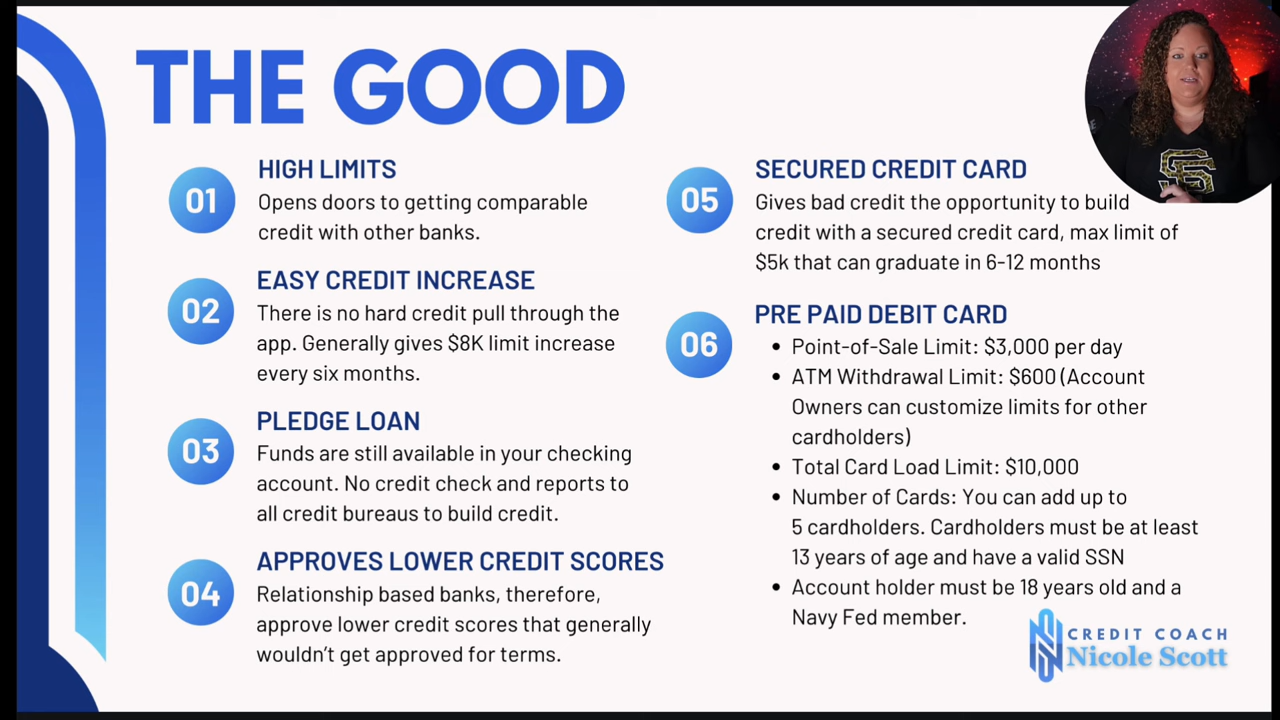 THE GOOD
01
HIGH LIMITS
Opens doors to getting comparable
credit with other banks.
02
EASY CREDIT INCREASE
There is no hard credit pull through the
app. Generally gives $8K limit increase
every six months.
03
PLEDGE LOAN
Funds are still available in your checking
account. No credit check and reports to
all credit bureaus to build credit.
04
APPROVES LOWER CREDIT SCORES
Relationship based banks, therefore,
approve lower credit scores that generally
wouldn't get approved for terms.
05
SECURED CREDIT CARD
Gives bad credit the opportunity to build
credit with a secured credit card, max limit of
$5k that can graduate in 6-12 months
06
PRE PAID DEBIT CARD
• Point-of-Sale Limit: $3,000 per day
• ATM Withdrawal Limit: $600 (Account
Owners can customize limits for other
cardholders)
• Total Card Load Limit: $10,000
• Number of Cards: You can add up to
5 cardholders. Cardholders must be at least
13 years of age and have a valid SSN
• Account holder must be 18 years old and a
Navy Fed member.
CREDIT COACH
Nicole Scott
SF